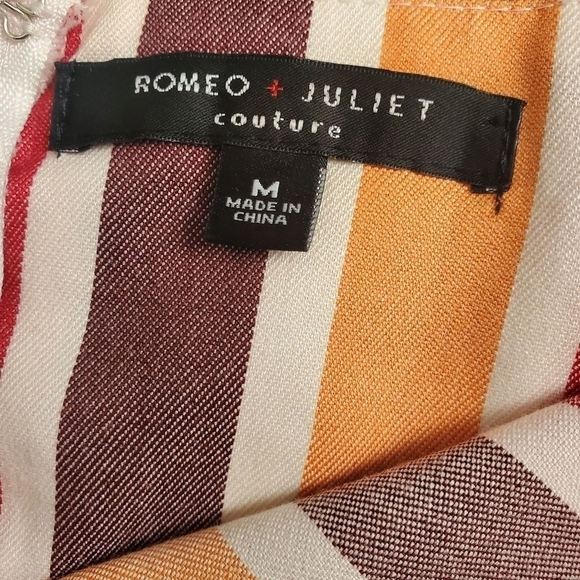 ROMEO + JULIET
couture
M
MADE IN
CHINA